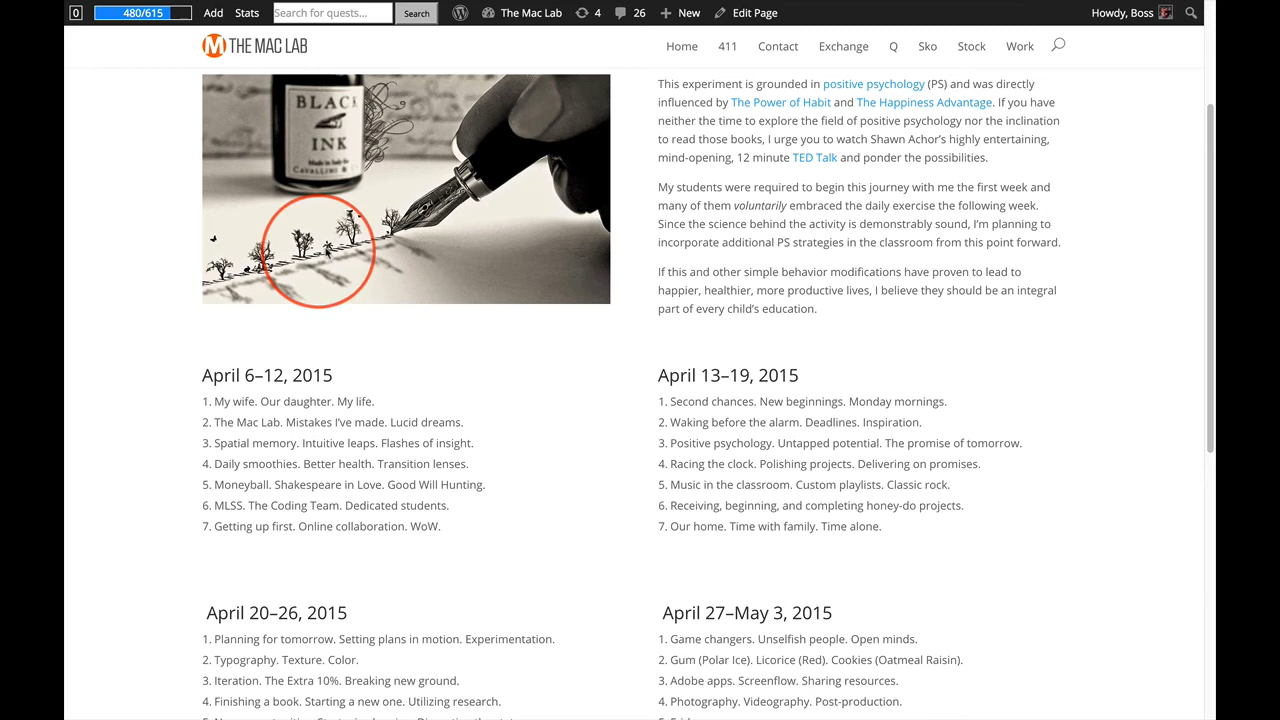 0 480/615 Add Stats Search for quests... Search The Mac Lab 4 26 New Edit Page Howdy, Boss
M THE MAC LAB Home 411 Contact Exchange Q Sko Stock Work
BLACK
INK
Made in Italy for
CAVALLINI &
This experiment is grounded in positive psychology (PS) and was directly
influenced by The Power of Habit and The Happiness Advantage. If you have
neither the time to explore the field of positive psychology nor the inclination
to read those books, I urge you to watch Shawn Achor's highly entertaining,
mind-opening, 12 minute TED Talk and ponder the possibilities.
My students were required to begin this journey with me the first week and
many of them voluntarily embraced the daily exercise the following week.
Since the science behind the activity is demonstrably sound, I'm planning to
incorporate additional PS strategies in the classroom from this point forward.
If this and other simple behavior modifications have proven to lead to
happier, healthier, more productive lives, I believe they should be an integral
part of every child's education.
April 6–12, 2015
1. My wife. Our daughter. My life.
2. The Mac Lab. Mistakes I've made. Lucid dreams.
3. Spatial memory. Intuitive leaps. Flashes of insight.
4. Daily smoothies. Better health. Transition lenses.
5. Moneyball. Shakespeare in Love. Good Will Hunting.
6. MLSS. The Coding Team. Dedicated students.
7. Getting up first. Online collaboration. WoW.
April 13–19, 2015
1. Second chances. New beginnings. Monday mornings.
2. Waking before the alarm. Deadlines. Inspiration.
3. Positive psychology. Untapped potential. The promise of tomorrow.
4. Racing the clock. Polishing projects. Delivering on promises.
5. Music in the classroom. Custom playlists. Classic rock.
6. Receiving, beginning, and completing honey-do projects.
7. Our home. Time with family. Time alone.
April 20–26, 2015
1. Planning for tomorrow. Setting plans in motion. Experimentation.
2. Typography. Texture. Color.
3. Iteration. The Extra 10%. Breaking new ground.
4. Finishing a book. Starting a new one. Utilizing research.
April 27–May 3, 2015
1. Game changers. Unselfish people. Open minds.
2. Gum (Polar Ice). Licorice (Red). Cookies (Oatmeal Raisin).
3. Adobe apps. Screenflow. Sharing resources.
4. Photography. Videography. Post-production.